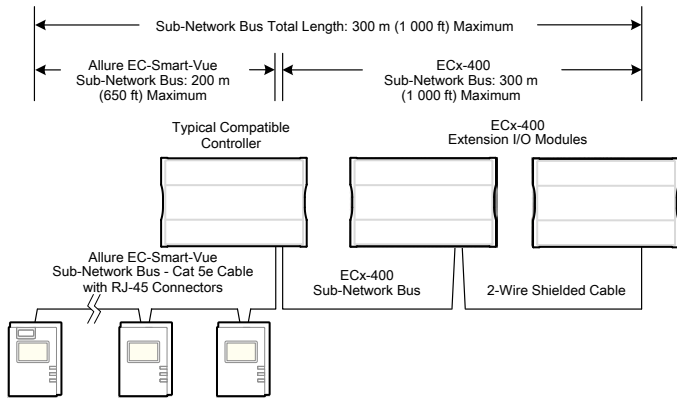 Sub-Network Bus Total Length: 300 m (1 000 ft) Maximum
Allure EC-Smart-Vue
Sub-Network Bus: 200 m
(650 ft) Maximum
ECx-400
Sub-Network Bus: 300 m
(1 000 ft) Maximum
Typical Compatible
Controller
ECx-400
Extension I/O Modules
Allure EC-Smart-Vue
Sub-Network Bus - Cat 5e Cable
with RJ-45 Connectors
ECx-400
Sub-Network Bus
2-Wire Shielded Cable